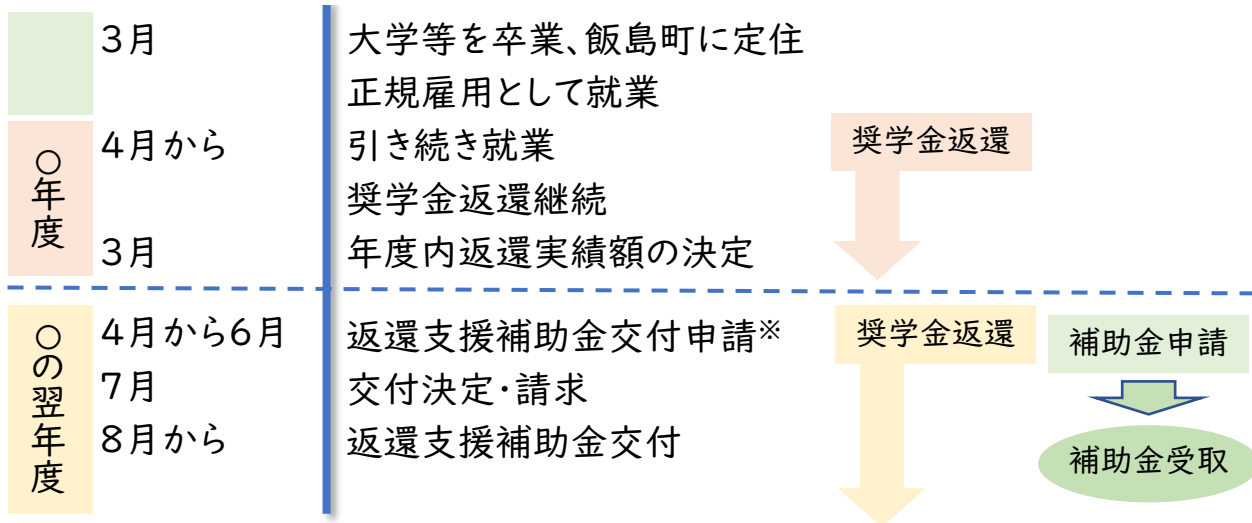 3月 大学等を卒業、飯島町に定住
正規雇用として就業
○年度
4月から 引き続き就業 奨学金返還
奨学金返還継続
3月 年度内返還実績額の決定
○の翌年度
4月から6月 返還支援補助金交付申請※ 奨学金返還 補助金申請
7月 交付決定・請求
8月から 返還支援補助金交付 補助金受取